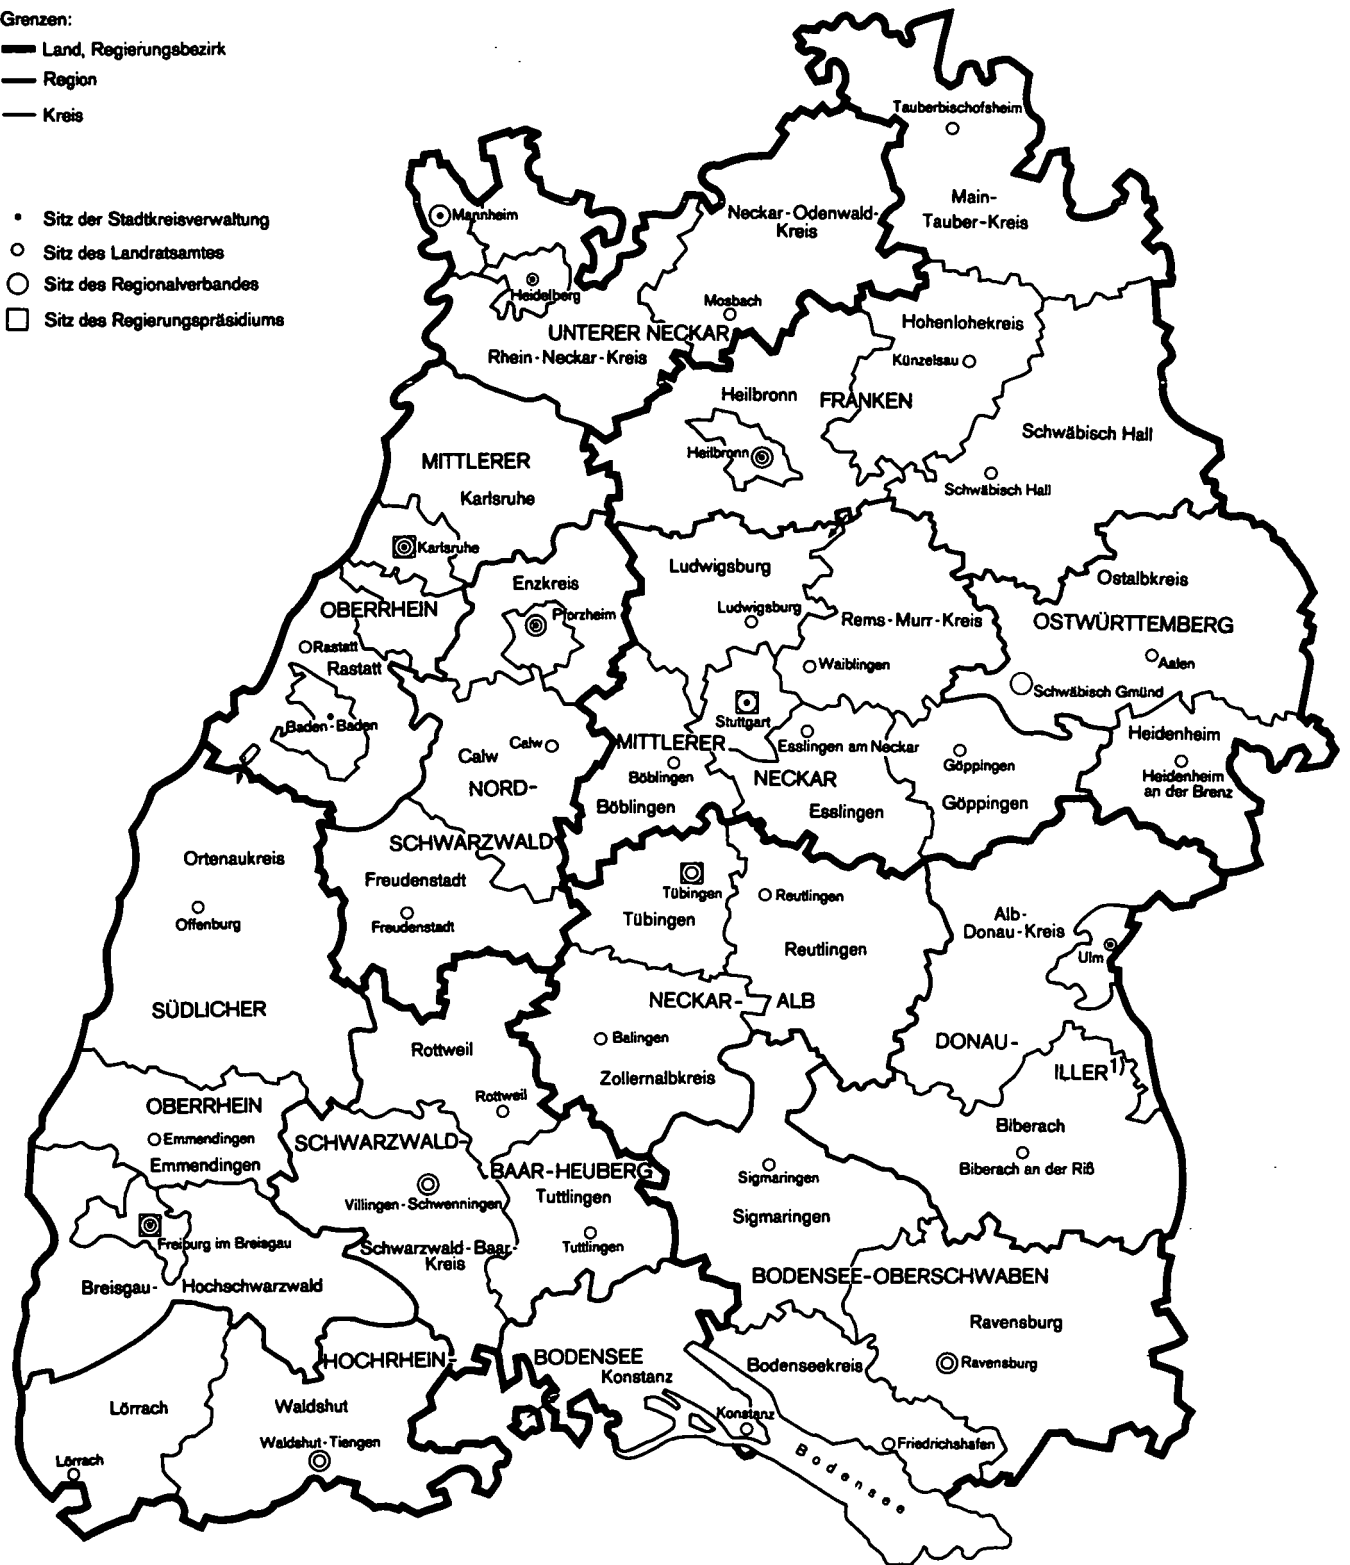 Grenzen:
Land, Regierungsbezirk
Region
Kreis
Sitz der Stadtkreisverwaltung
Sitz des Landratsamtes
Sitz des Regionalverbandes
Sitz des Regierungspräsidiums
Tauberbischofsheim
Main-
Tauber-Kreis
Mannheim
Neckar-Odenwald-
Kreis
Heidelberg
Mosbach
UNTERER NECKAR
Rhein-Neckar-Kreis
Hohenlohekreis
Künzelsau
Heilbronn
FRANKEN
Schwäbisch Hall
Heilbronn
Schwäbisch Hall
MITTLERER
Karlsruhe
Karlsruhe
OBERRHEIN
Enzkreis
Pforzheim
Ludwigsburg
Ludwigsburg
Rems-Murr-Kreis
Waiblingen
Ostalbkreis
OSTWÜRTTEMBERG
Aalen
Schwäbisch Gmünd
Rastatt
Rastatt
Baden-Baden
Calw
Calw
NORD-
SCHWARZWALD
Stuttgart
MITTLERER
Böblingen
Böblingen
NECKAR
Esslingen am Neckar
Esslingen
Göppingen
Göppingen
Heidenheim
Heidenheim
an der Brenz
Ortenaukreis
Offenburg
Freudenstadt
Freudenstadt
Tübingen
Tübingen
Reutlingen
Reutlingen
Alb-
Donau-Kreis
Ulm
SÜDLICHER
NECKAR- ALB
Balingen
Zollernalbkreis
DONAU-
ILLER 1)
Rottweil
Rottweil
OBERRHEIN
Emmendingen
Emmendingen
SCHWARZWALD-
BAAR-HEUBERG
Villingen-Schwenningen
Tuttlingen
Tuttlingen
Schwarzwald-Baar-
Kreis
Sigmaringen
Sigmaringen
Biberach
Biberach an der Riß
Freiburg im Breisgau
Breisgau- Hochschwarzwald
BODENSEE-OBERSCHWABEN
Ravensburg
Ravensburg
Bodenseekreis
HOCHRHEIN-
BODENSEE
Konstanz
Konstanz
Lörrach
Lörrach
Waldshut
Waldshut-Tiengen
Friedrichshafen
Bodensee